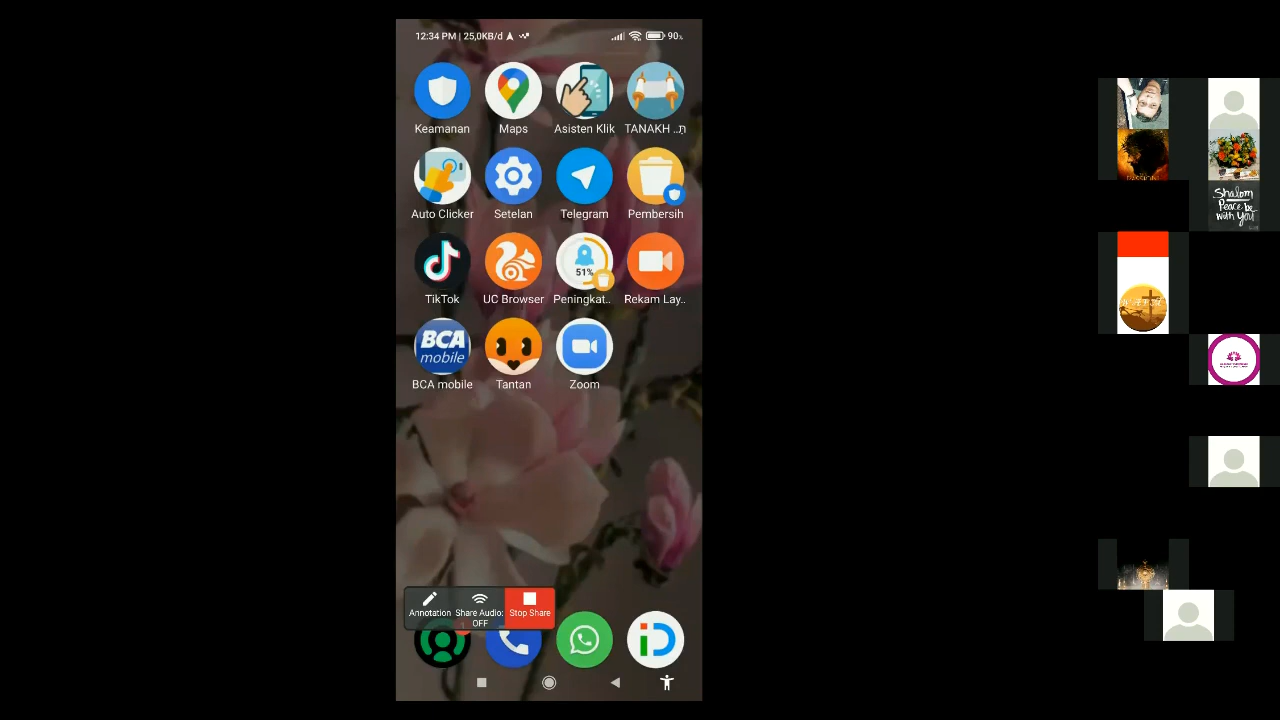 12:34 PM | 25,0KB/d
90%
Keamanan
Maps
Asisten Klik
TANAKH ..
Auto Clicker
Setelan
Telegram
Pembersih
TikTok
UC Browser
51%
Peningkat..
Rekam Lay..
BCA
mobile
BCA mobile
Tantan
Zoom
Annotation
Share Audio:
OFF
Stop Share
1
iD
Shalom
Peace be
with You